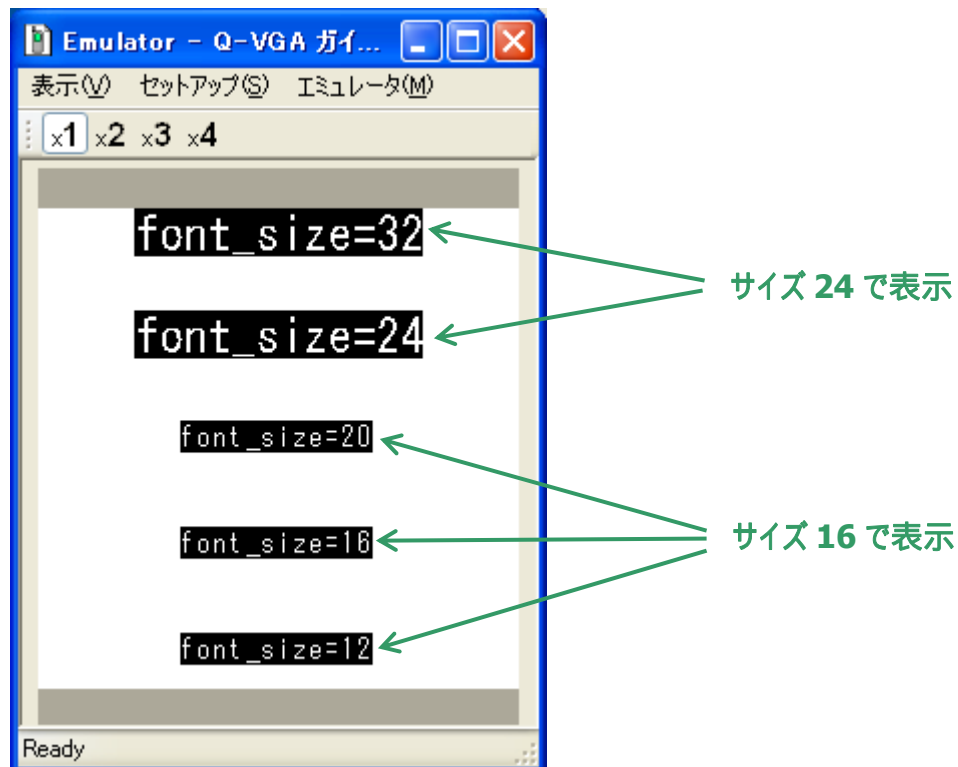 Emulator - Q-VGA ガイ...
表示(V) セットアップ(S) エミュレータ(M)
x1 x2 x3 x4
font_size=32
サイズ 24 で表示
font_size=24
font_size=20
サイズ 16 で表示
font_size=16
font_size=12
Ready